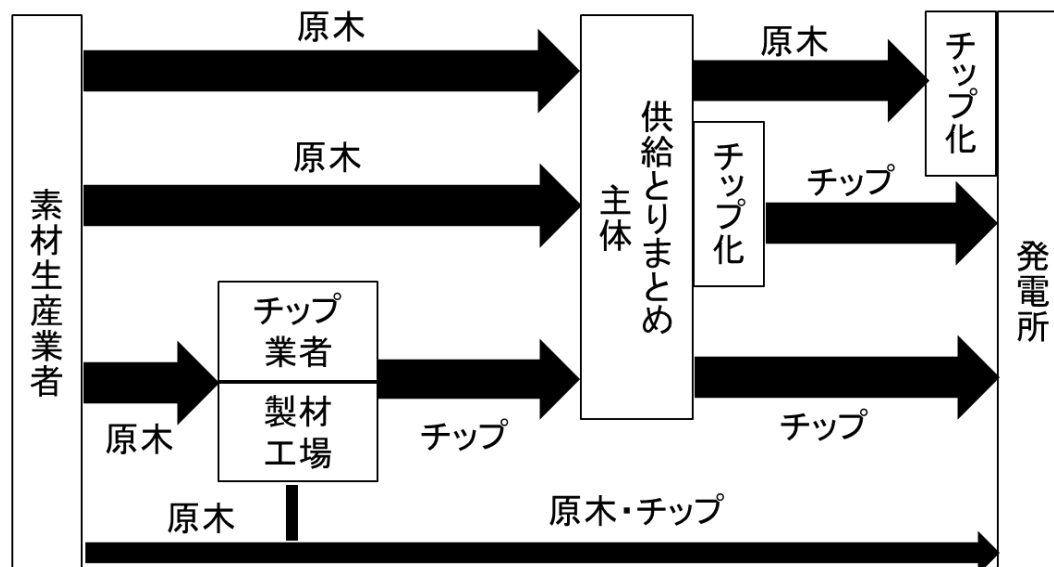 原木
原木
チップ化
供給とりまとめ
主体
チップ化
原木
チップ
素材生産業者
発電所
チップ
業者
製材
工場
原木
チップ
チップ
原木
原木・チップ